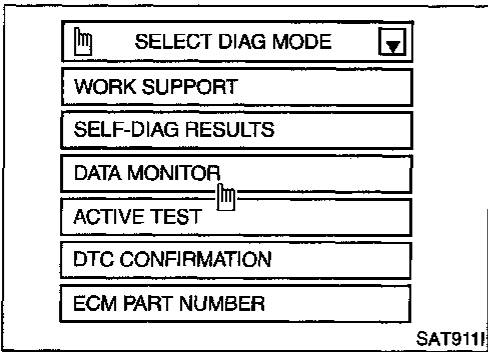 SELECT DIAG MODE
WORK SUPPORT
SELF-DIAG RESULTS
DATA MONITOR
ACTIVE TEST
DTC CONFIRMATION
ECM PART NUMBER
SAT911I